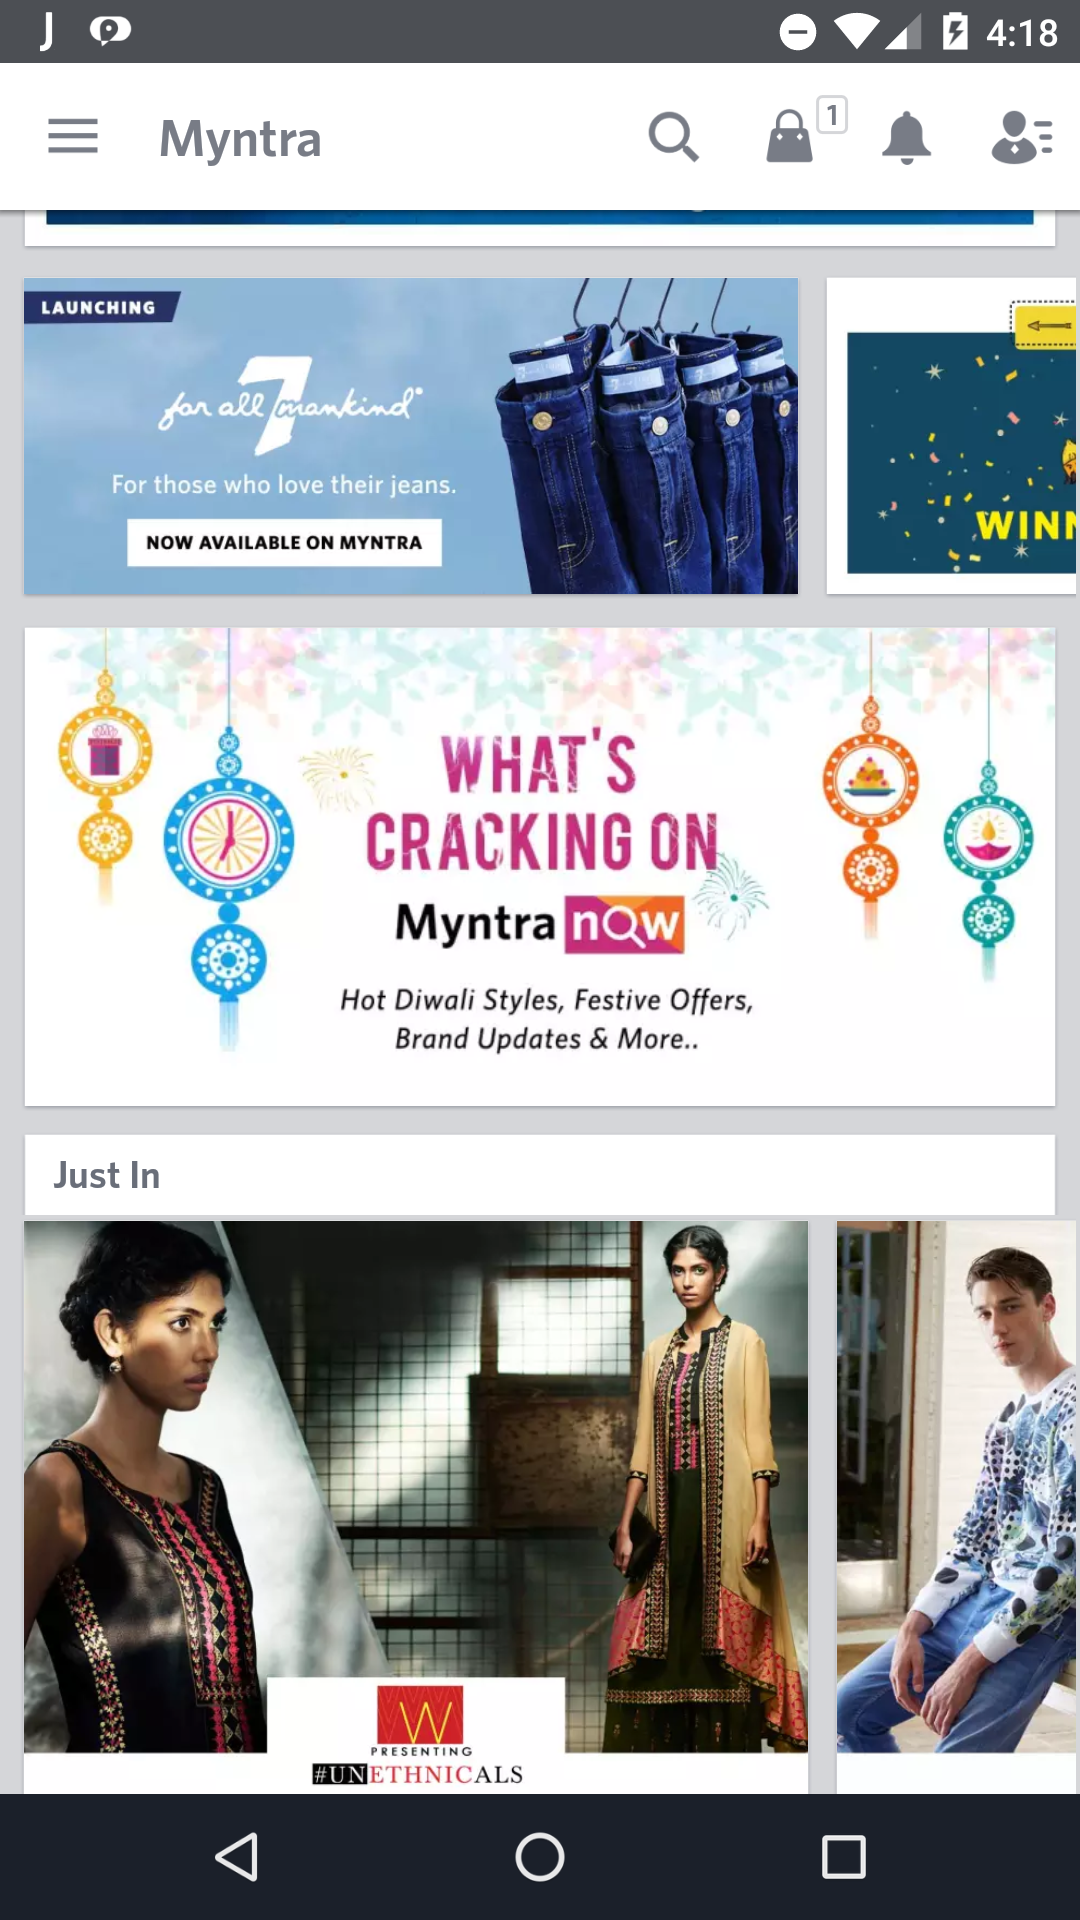 4:18
Myntra
1
LAUNCHING
for all 7 mankind
For those who love their jeans.
NOW AVAILABLE ON MYNTRA
WHAT'S
CRACKING ON
Myntra now
Hot Diwali Styles, Festive Offers,
Brand Updates & More..
Just In
W
PRESENTING
#UNETHNICALS